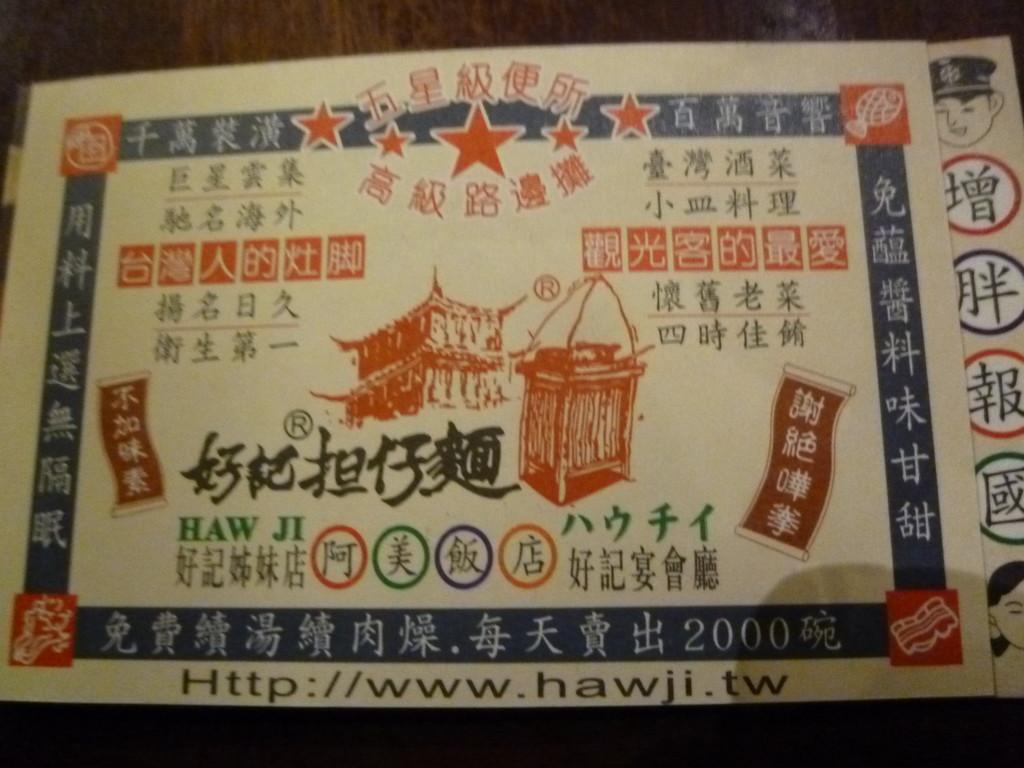 五星級便所
高級路邊攤
千萬裝潢
百萬音響
巨星雲集
馳名海外
台灣人的灶腳
揚名日久
衛生第一
臺灣酒菜
小皿料理
觀光客的最愛
懷舊老菜
四時佳餚
用料上選無隔眠
免蘸醬料味甘甜
不加味素
謝絕嘩拳
®
®
好記担仔麵
HAW JI
ハウチイ
好記姊妹店
阿美飯店
好記宴會廳
免費續湯續肉燥.每天賣出2000碗
Http://www.hawji.tw
增胖報國